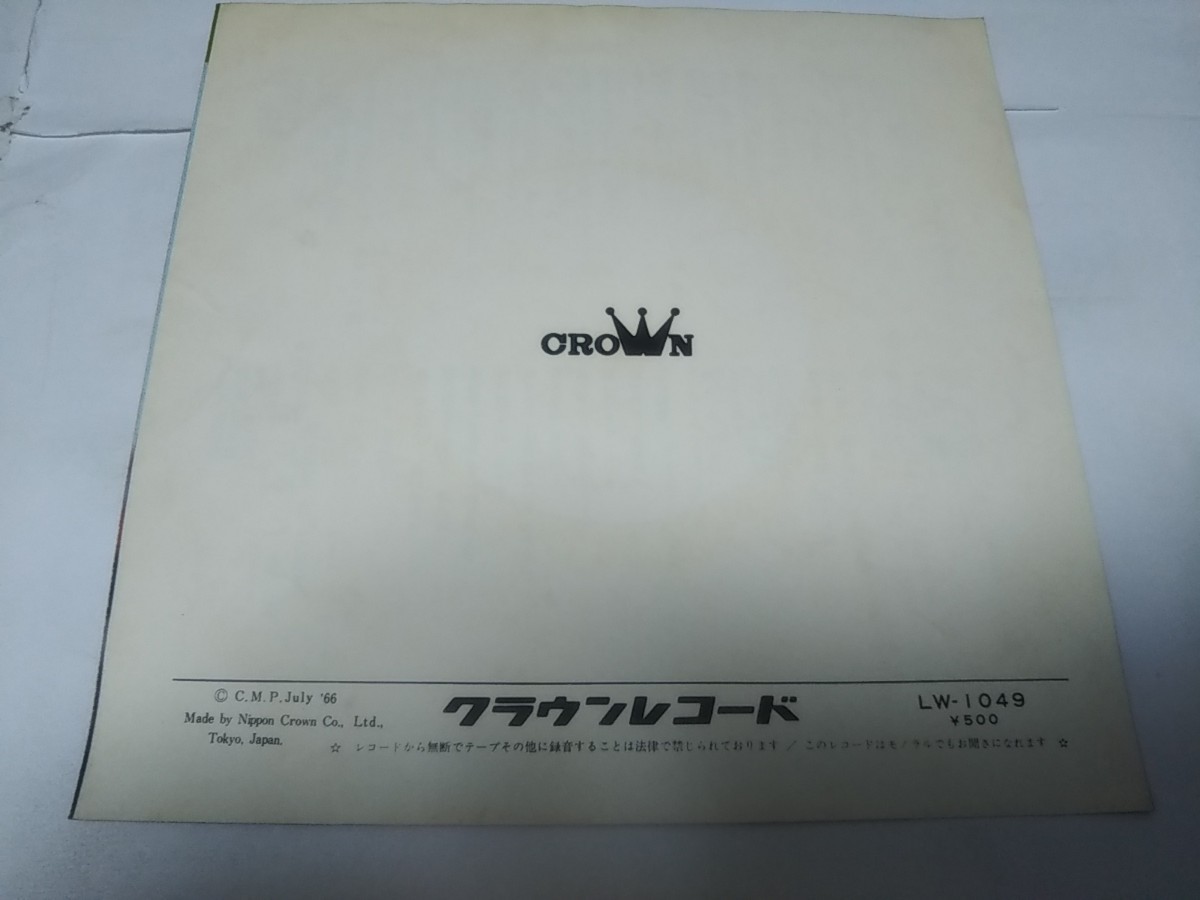 CROWN
© C.M.P. July '66
Made by Nippon Crown Co., Ltd.,
Tokyo, Japan.
クラウンレコード
LW-1049
¥500
☆ レコードから無断でテープその他に録音することは法律で禁じられております / このレコードはモノラルでもお聞きになれます ☆